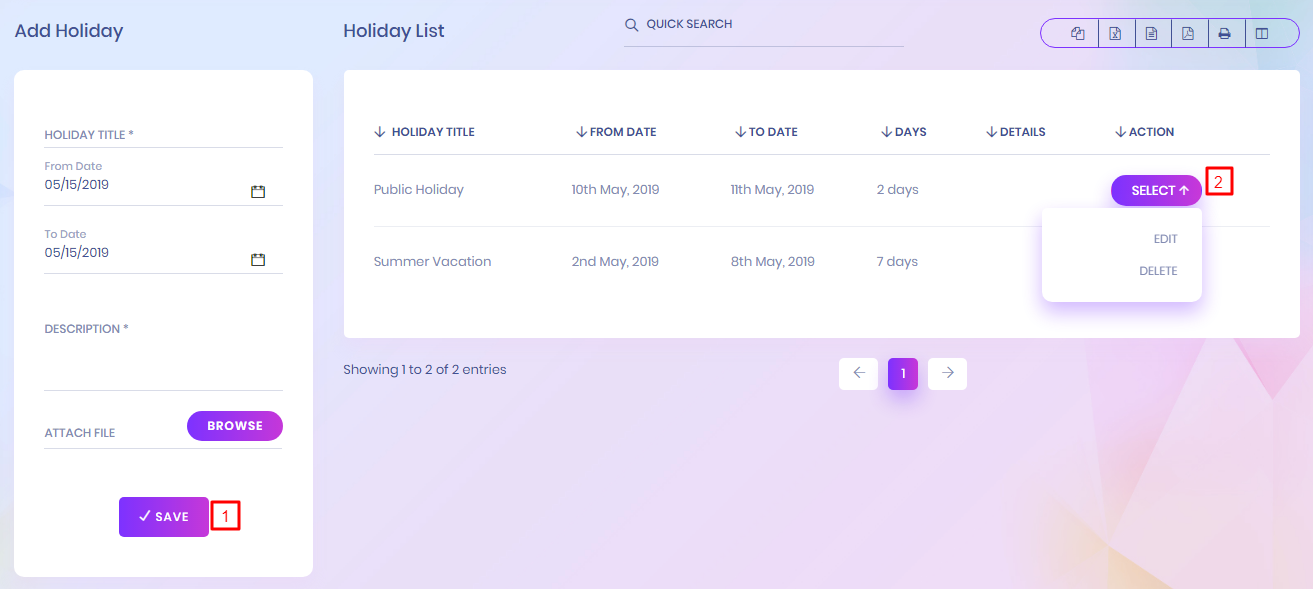 Add Holiday
HOLIDAY TITLE *
From Date
05/15/2019
To Date
05/15/2019
DESCRIPTION *
ATTACH FILE BROWSE
SAVE 1
Holiday List QUICK SEARCH
HOLIDAY TITLE FROM DATE TO DATE DAYS DETAILS ACTION
Public Holiday 10th May, 2019 11th May, 2019 2 days SELECT 2
EDIT
DELETE
Summer Vacation 2nd May, 2019 8th May, 2019 7 days
Showing 1 to 2 of 2 entries 1